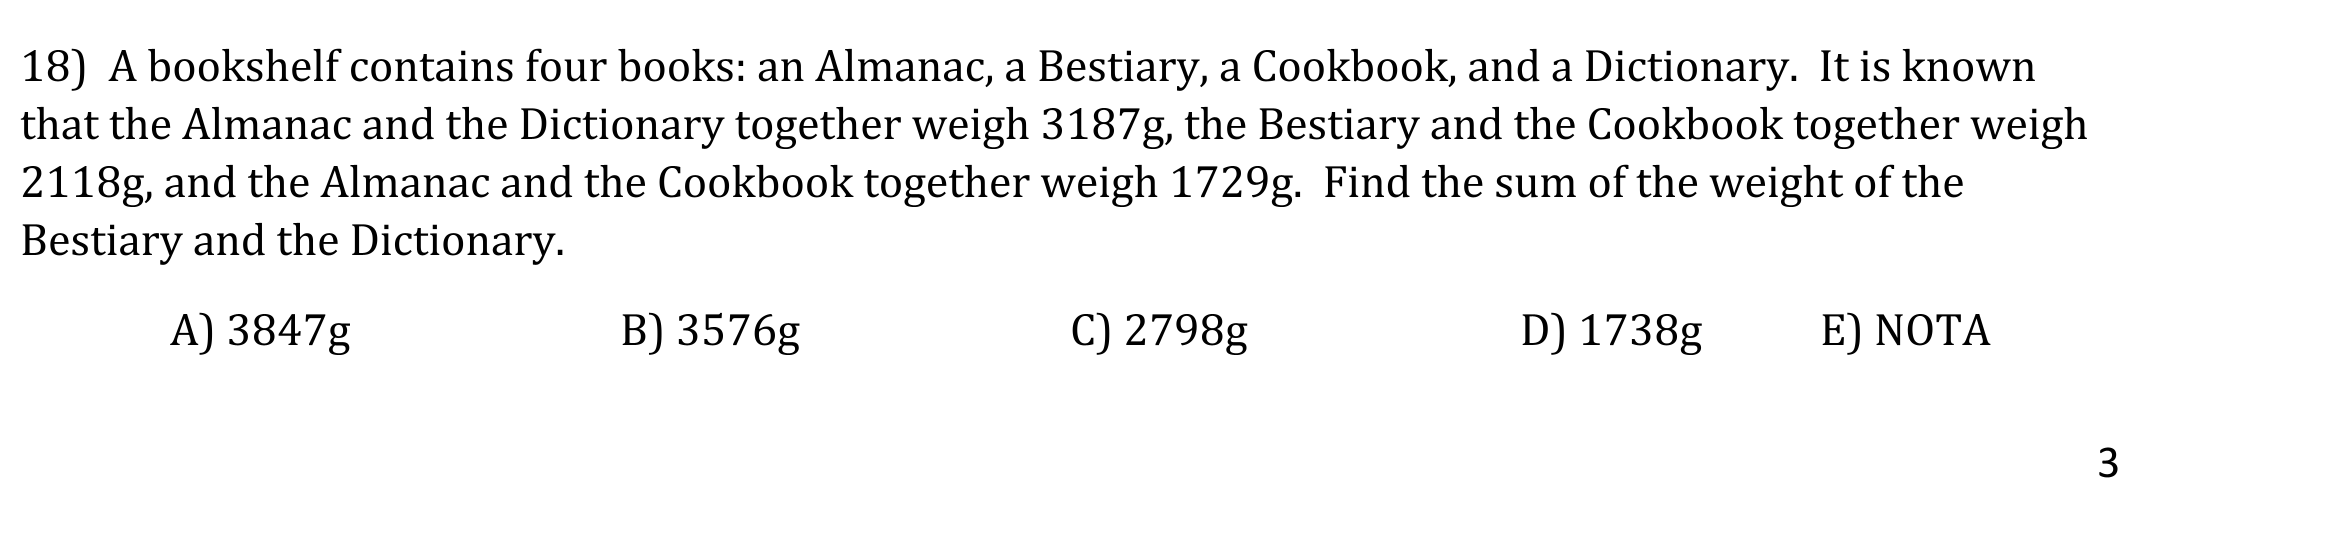 18)  A bookshelf contains four books: an Almanac, a Bestiary, a Cookbook, and a Dictionary.  It is known
that the Almanac and the Dictionary together weigh 3187g, the Bestiary and the Cookbook together weigh
2118g, and the Almanac and the Cookbook together weigh 1729g.  Find the sum of the weight of the
Bestiary and the Dictionary.
A) 3847g B) 3576g C) 2798g D) 1738g E) NOTA
3